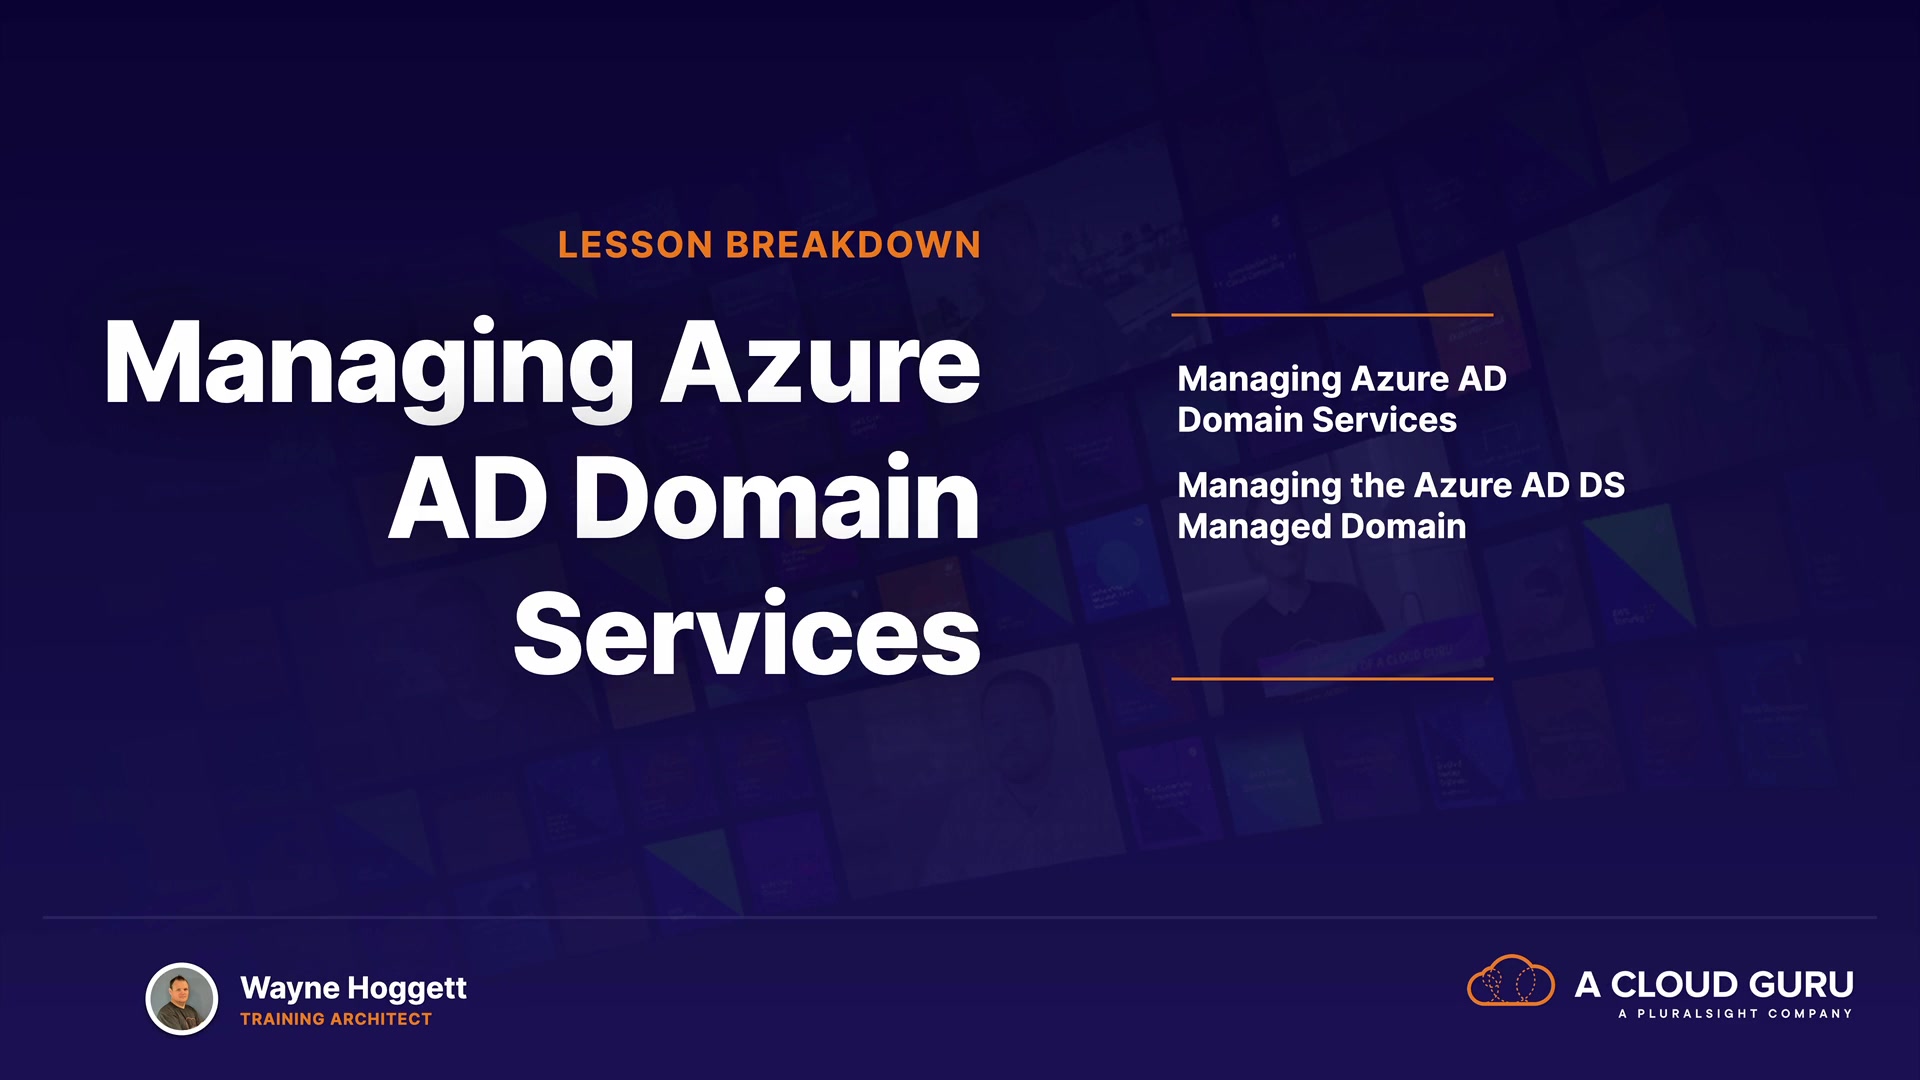 LESSON BREAKDOWN
Managing Azure
AD Domain
Services
Managing Azure AD
Domain Services
Managing the Azure AD DS
Managed Domain
Wayne Hoggett
TRAINING ARCHITECT
A CLOUD GURU
A PLURALSIGHT COMPANY